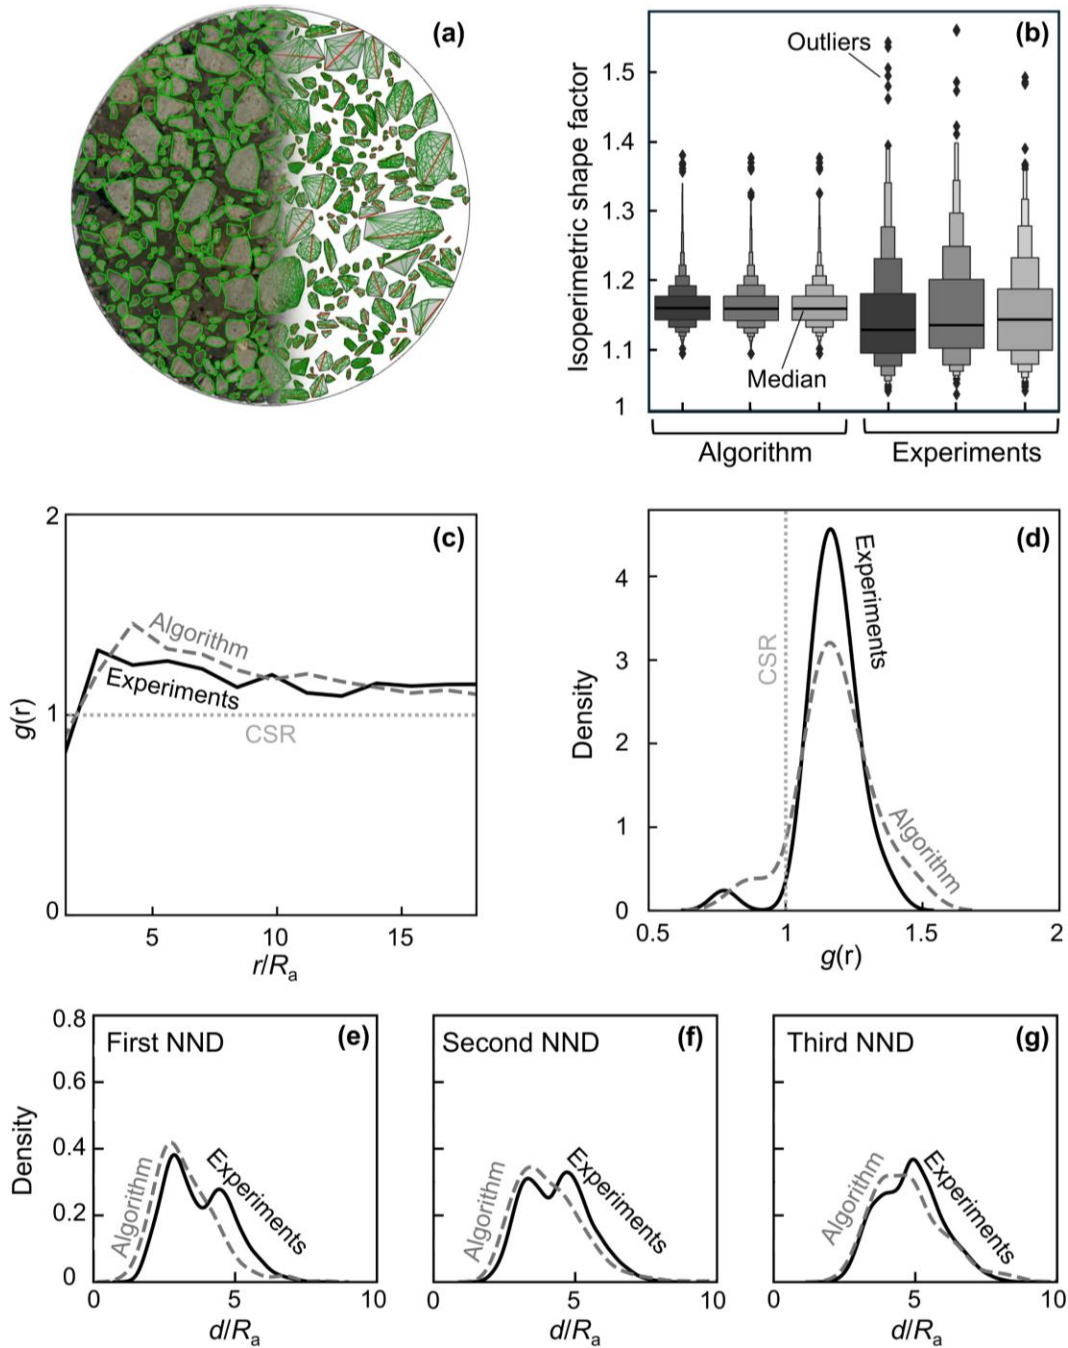 (a)
(b)
Isoperimetric shape factor
1.5
1.4
1.3
1.2
1.1
1
Outliers
Median
Algorithm
Experiments
(c)
g(r)
2
1
0
Algorithm
Experiments
CSR
5
10
15
r/Ra
(d)
Density
4
3
2
1
0
CSR
Experiments
Algorithm
0.5
1
1.5
2
g(r)
(e)
First NND
Density
0.8
0.6
0.4
0.2
0
Algorithm
Experiments
0
5
10
d/Ra
(f)
Second NND
Algorithm
Experiments
0
5
10
d/Ra
(g)
Third NND
Algorithm
Experiments
0
5
10
d/Ra